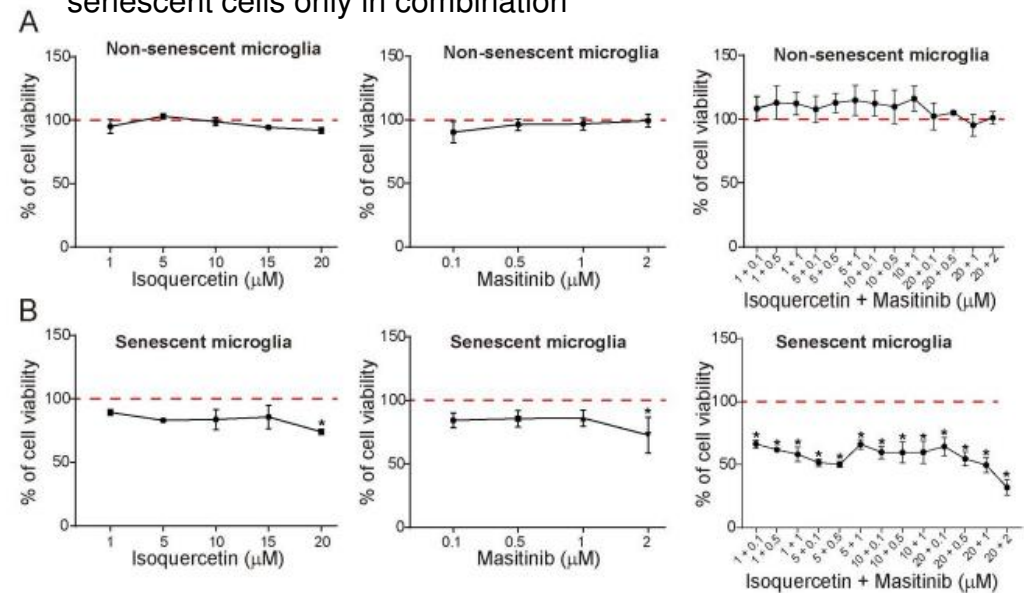 senescent cells only in combination
A
Non-senescent microglia
% of cell viability
150
100
50
0
1 5 10 15 20
Isoquercetin (μM)
Non-senescent microglia
% of cell viability
150
100
50
0
0.1 0.5 1 2
Masitinib (μM)
Non-senescent microglia
% of cell viability
150
100
50
0
1 + 0.1 1 + 0.5 1 + 1 5 + 0.1 5 + 0.5 5 + 1 10 + 0.1 10 + 0.5 10 + 1 20 + 0.1 20 + 0.5 20 + 1 20 + 2
Isoquercetin + Masitinib (μM)
B
Senescent microglia
% of cell viability
150
100
50
0
*
1 5 10 15 20
Isoquercetin (μM)
Senescent microglia
% of cell viability
150
100
50
0
*
0.1 0.5 1 2
Masitinib (μM)
Senescent microglia
% of cell viability
150
100
50
0
* * * * * * * * * * * * *
1 + 0.1 1 + 0.5 1 + 1 5 + 0.1 5 + 0.5 5 + 1 10 + 0.1 10 + 0.5 10 + 1 20 + 0.1 20 + 0.5 20 + 1 20 + 2
Isoquercetin + Masitinib (μM)